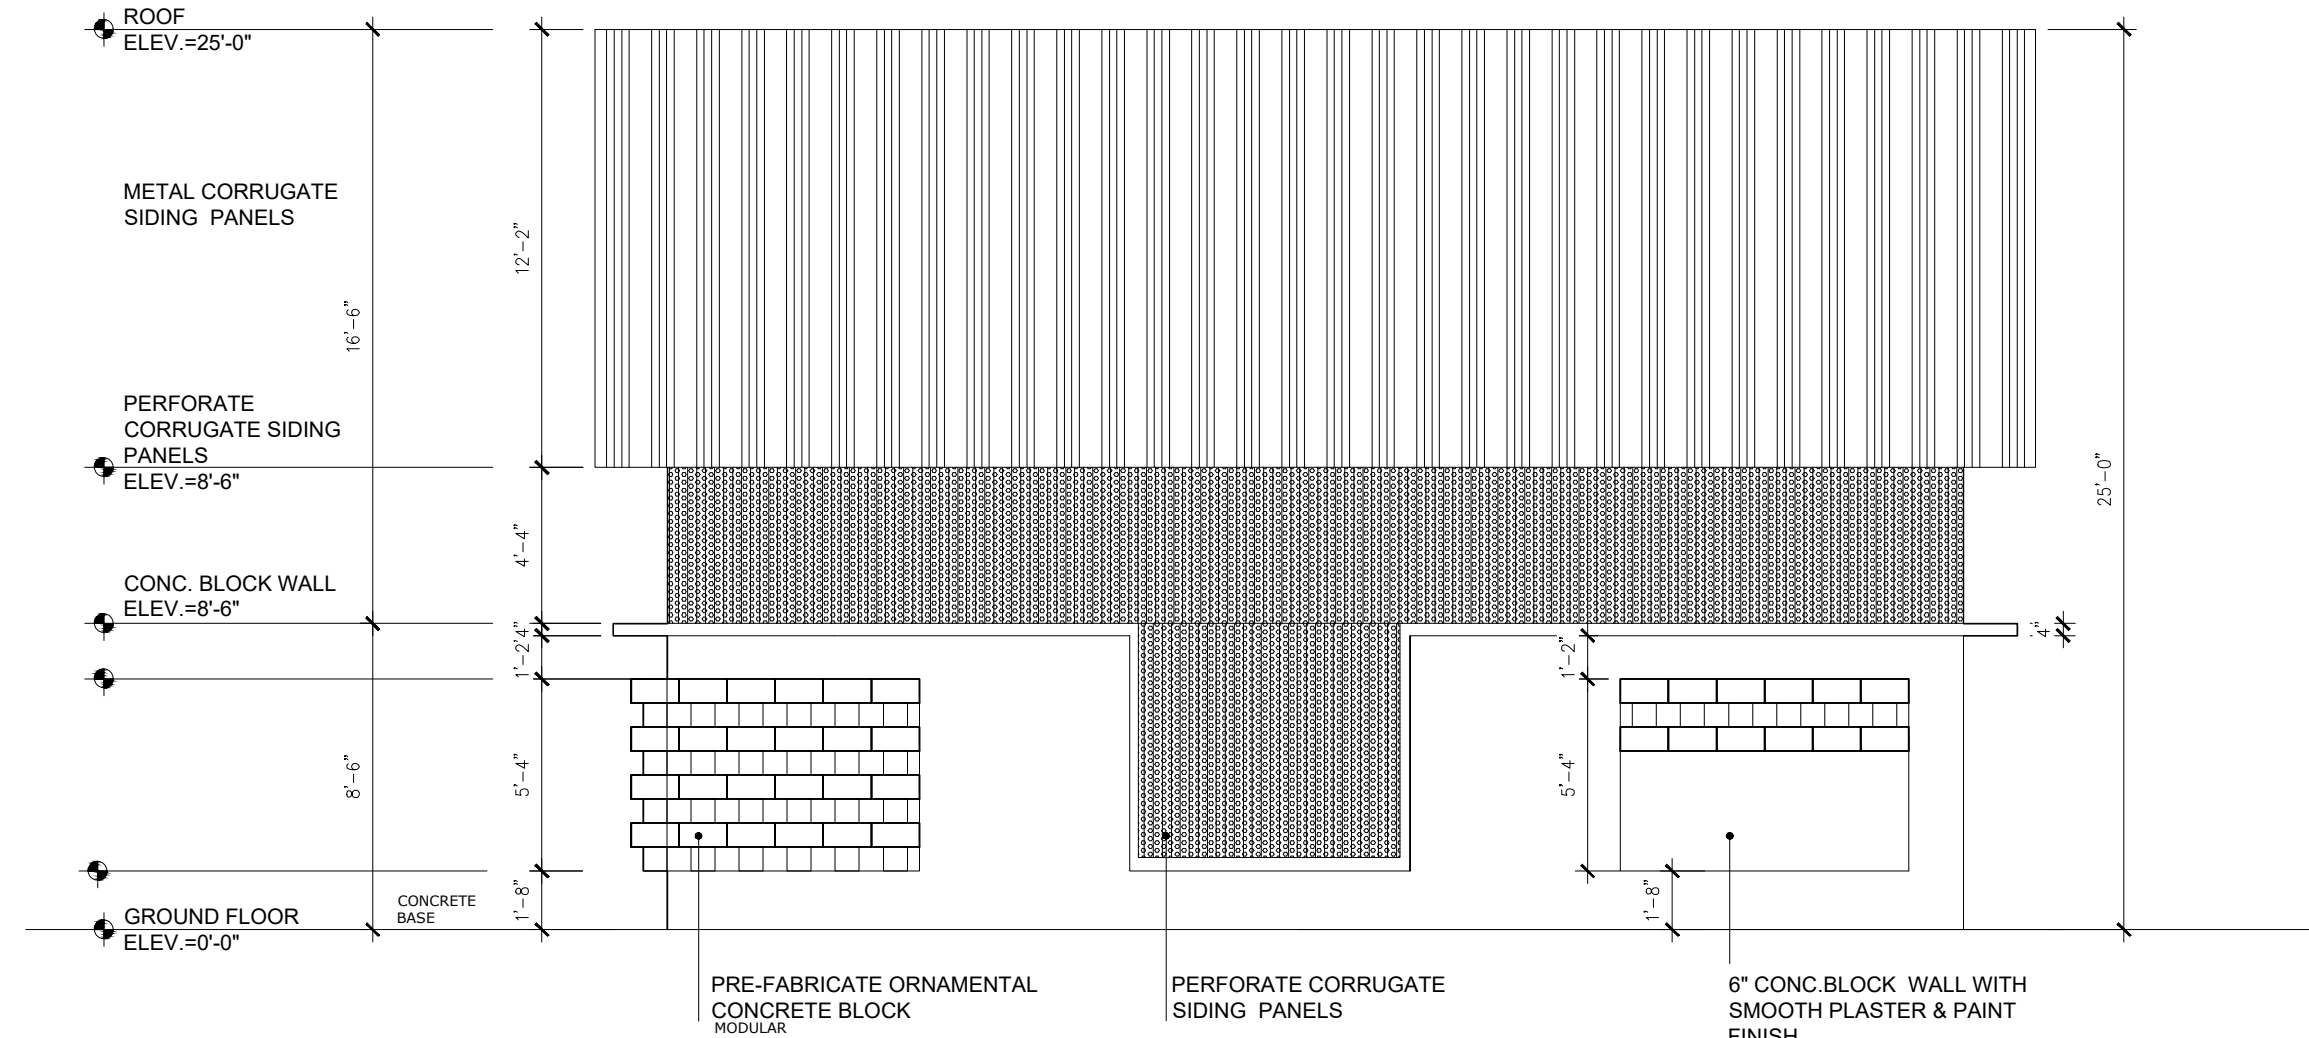 ROOF
ELEV.=25'-0"
METAL CORRUGATE
SIDING PANELS
12'-2"
16'-6"
PERFORATE
CORRUGATE SIDING
PANELS
ELEV.=8'-6"
25'-0"
4'-4"
CONC. BLOCK WALL
ELEV.=8'-6"
4"
4"
1'-2"
1'-2"
8'-6"
5'-4"
5'-4"
1'-8"
1'-8"
CONCRETE
BASE
GROUND FLOOR
ELEV.=0'-0"
PRE-FABRICATE ORNAMENTAL
CONCRETE BLOCK
MODULAR
PERFORATE CORRUGATE
SIDING PANELS
6" CONC.BLOCK WALL WITH
SMOOTH PLASTER & PAINT
FINISH